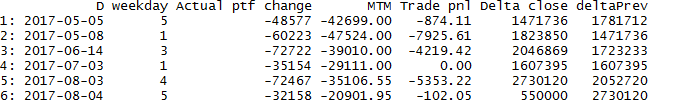 D weekday Actual ptf change MTM Trade pnl Delta close deltaPrev
1: 2017-05-05 5 -48577 -42699.00 -874.11 1471736 1781712
2: 2017-05-08 1 -60223 -47524.00 -7925.61 1823850 1471736
3: 2017-06-14 3 -72722 -39010.00 -4219.42 2046869 1723233
4: 2017-07-03 1 -35154 -29111.00 0.00 1607395 1607395
5: 2017-08-03 4 -72467 -35106.55 -5353.22 2730120 2052720
6: 2017-08-04 5 -32158 -20901.95 -102.05 550000 2730120